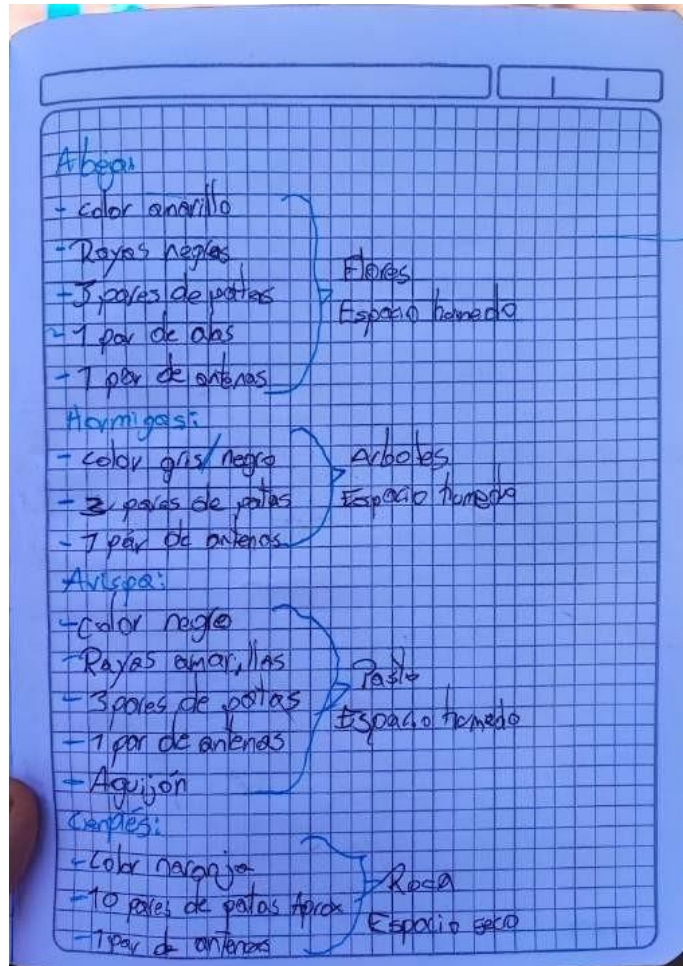 Abejas
- color amarillo
- Rayas negras
- 3 pares de patas
- 1 par de alas
- 1 par de antenas
Flores
Espacio humedo
Hormigas:
- color gris/negro
- 3 pares de patas
- 1 par de antenas
Arboles
Espacio humedo
Avispa:
- Color negro
- Rayas amarillas
- 3 pares de patas
- 1 par de antenas
- Aguijón
Pasto
Espacio humedo
Cienpiés:
- Color naranja
- 10 pares de patas Aprox
- 1 par de antenas
Roca
Espacio seco